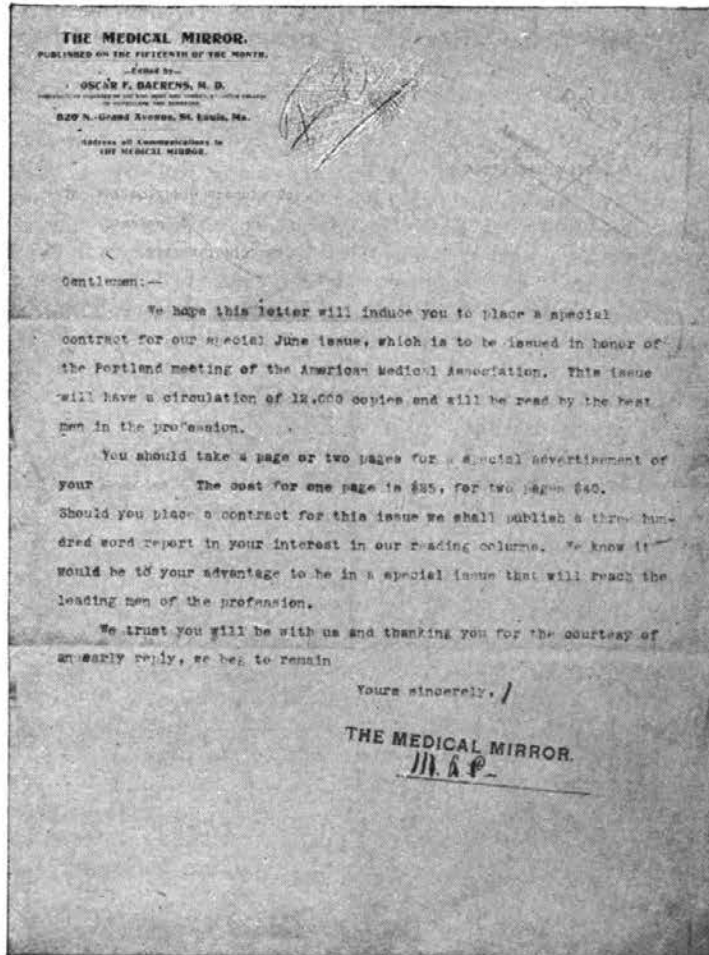 THE MEDICAL MIRROR.
PUBLISHED ON THE FIFTEENTH OF THE MONTH.
—Edited by—
OSCAR F. BAERENS, M. D.
820 N. Grand Avenue, St. Louis, Mo.
Address all Communications to
THE MEDICAL MIRROR.
Gentlemen:—
We hope this letter will induce you to place a special
contract for our special June issue, which is to be issued in honor of
the Portland meeting of the American Medical Association. This issue
will have a circulation of 12,000 copies and will be read by the best
men in the profession.
You should take a page or two pages for a special advertisement of
your The cost for one page is $25, for two pages $40.
Should you place a contract for this issue we shall publish a three hun-
dred word report in your interest in our reading columns. We know it
would be to your advantage to be in a special issue that will reach the
leading men of the profession.
We trust you will be with us and thanking you for the courtesy of
an early reply, we beg to remain
Yours sincerely,
THE MEDICAL MIRROR.